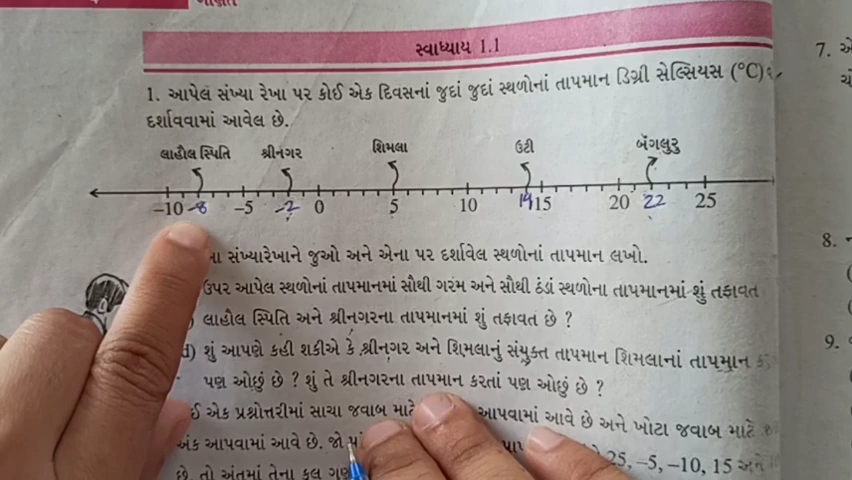 ગણિત
સ્વાધ્યાય 1.1
1. આપેલ સંખ્યા રેખા પર કોઈ એક દિવસનાં જુદાં જુદાં સ્થળોનાં તાપમાન ડિગ્રી સેલ્સિયસ (°C)
દર્શાવવામાં આવેલ છે.
લાહૌલ સ્પિતિ શ્રીનગર શિમલા ઉટી બૅંગલુરુ
-10 -8 -5 -2 0 5 10 14 15 20 22 25
સંખ્યારેખાને જુઓ અને એના પર દર્શાવેલ સ્થળોનાં તાપમાન લખો.
ઉપર આપેલ સ્થળોનાં તાપમાનમાં સૌથી ગરમ અને સૌથી ઠંડાં સ્થળોના તાપમાનમાં શું તફાવત
લાહૌલ સ્પિતિ અને શ્રીનગરના તાપમાનમાં શું તફાવત છે ?
શું આપણે કહી શકીએ કે શ્રીનગર અને શિમલાનું સંયુક્ત તાપમાન શિમલાનાં તાપમાન
પણ ઓછું છે ? શું તે શ્રીનગરના તાપમાન કરતાં પણ ઓછું છે ?
એક પ્રશ્નોત્તરીમાં સાચા જવાબ માટે આપવામાં આવે છે અને ખોટા જવાબ માટે
અંક આપવામાં આવે છે. જો 25, -5, -10, 15 અને
છે, તો અંતમાં તેના કુલ
7.
8.
9.